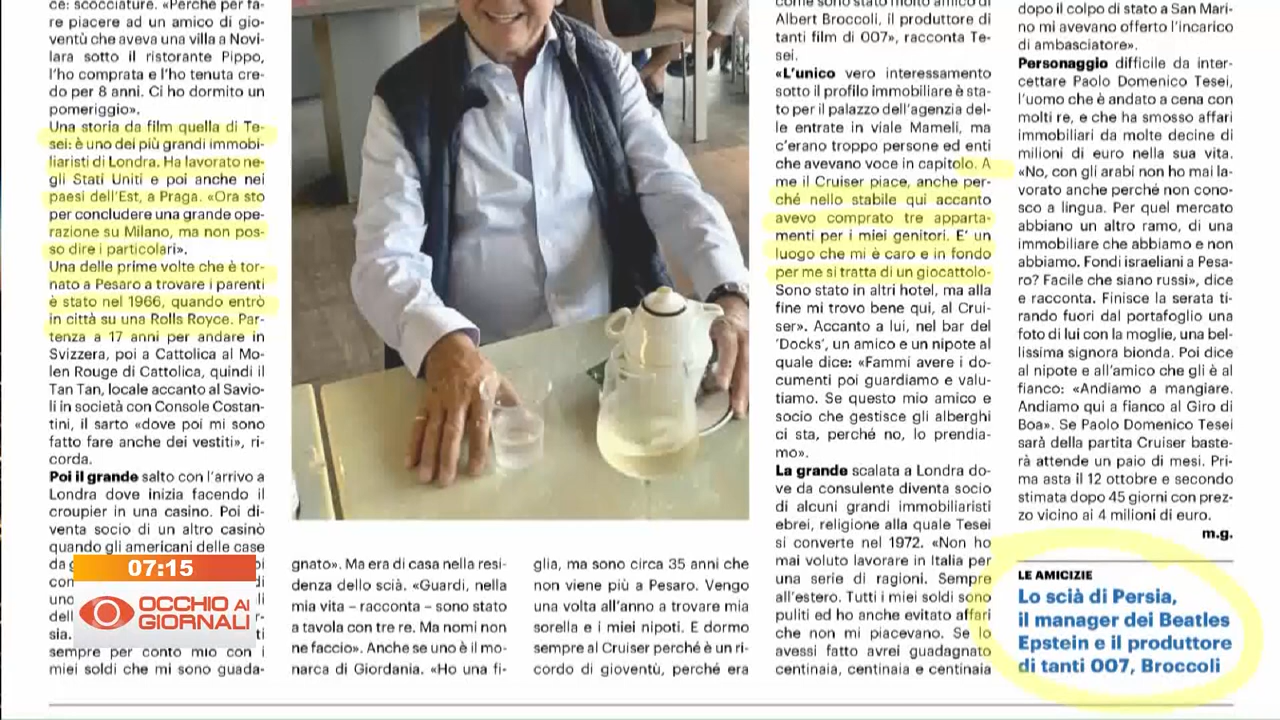 ce: scocciature. «Perché per fa-
re piacere ad un amico di gio-
ventù che aveva una villa a Novi-
lara sotto il ristorante Pippo,
l'ho comprata e l'ho tenuta cre-
do per 8 anni. Ci ho dormito un
pomeriggio».
Una storia da film quella di Te-
sei: è uno dei più grandi immobi-
liaristi di Londra. Ha lavorato ne-
gli Stati Uniti e poi anche nei
paesi dell'Est, a Praga. «Ora sto
per concludere una grande ope-
razione su Milano, ma non pos-
so dire i particolari».
Una delle prime volte che è tor-
nato a Pesaro a trovare i parenti
è stato nel 1966, quando entrò
in città su una Rolls Royce. Par-
tenza a 17 anni per andare in
Svizzera, poi a Cattolica al Mo-
len Rouge di Cattolica, quindi il
Tan Tan, locale accanto al Savio-
li in società con Console Costan-
tini, il sarto «dove poi mi sono
fatto fare anche dei vestiti», ri-
corda.
Poi il grande salto con l'arrivo a
Londra dove inizia facendo il
croupier in una casino. Poi di-
venta socio di un altro casinò
quando gli americani delle case
sempre per conto mio con i
miei soldi che mi sono guada-
07:15
OCCHIO AI
GIORNALI
gnato». Ma era di casa nella resi-
denza dello scià. «Guardi, nella
mia vita – racconta – sono stato
a tavola con tre re. Ma nomi non
ne faccio». Anche se uno è il mo-
narca di Giordania. «Ho una fi-
glia, ma sono circa 35 anni che
non viene più a Pesaro. Vengo
una volta all'anno a trovare mia
sorella e i miei nipoti. E dormo
sempre al Cruiser perché è un ri-
cordo di gioventù, perché era
come sono stato molto amico di
Albert Broccoli, il produttore di
tanti film di 007», racconta Te-
sei.
«L'unico vero interessamento
sotto il profilo immobiliare è sta-
to per il palazzo dell'agenzia del-
le entrate in viale Mameli, ma
c'erano troppo persone ed enti
che avevano voce in capitolo. A
me il Cruiser piace, anche per-
ché nello stabile qui accanto
avevo comprato tre apparta-
menti per i miei genitori. E' un
luogo che mi è caro e in fondo
per me si tratta di un giocattolo-
Sono stato in altri hotel, ma alla
fine mi trovo bene qui, al Crui-
ser». Accanto a lui, nel bar del
'Docks', un amico e un nipote al
quale dice: «Fammi avere i do-
cumenti poi guardiamo e valu-
tiamo. Se questo mio amico e
socio che gestisce gli alberghi
ci sta, perché no, lo prendia-
mo».
La grande scalata a Londra do-
ve da consulente diventa socio
di alcuni grandi immobiliaristi
ebrei, religione alla quale Tesei
si converte nel 1972. «Non ho
mai voluto lavorare in Italia per
una serie di ragioni. Sempre
all'estero. Tutti i miei soldi sono
puliti ed ho anche evitato affari
che non mi piacevano. Se lo
avessi fatto avrei guadagnato
centinaia, centinaia e centinaia
dopo il colpo di stato a San Mari-
no mi avevano offerto l'incarico
di ambasciatore».
Personaggio difficile da inter-
cettare Paolo Domenico Tesei,
l'uomo che è andato a cena con
molti re, e che ha smosso affari
immobiliari da molte decine di
milioni di euro nella sua vita.
«No, con gli arabi non ho mai la-
vorato anche perché non cono-
sco a lingua. Per quel mercato
abbiano un altro ramo, di una
immobiliare che abbiamo e non
abbiamo. Fondi israeliani a Pesa-
ro? Facile che siano russi», dice
e racconta. Finisce la serata ti-
rando fuori dal portafoglio una
foto di lui con la moglie, una bel-
lissima signora bionda. Poi dice
al nipote e all'amico che gli è al
fianco: «Andiamo a mangiare.
Andiamo qui a fianco al Giro di
Boa». Se Paolo Domenico Tesei
sarà della partita Cruiser baste-
rà attende un paio di mesi. Pri-
ma asta il 12 ottobre e secondo
stimata dopo 45 giorni con prez-
zo vicino ai 4 milioni di euro.
m.g.
LE AMICIZIE
Lo scià di Persia,
il manager dei Beatles
Epstein e il produttore
di tanti 007, Broccoli